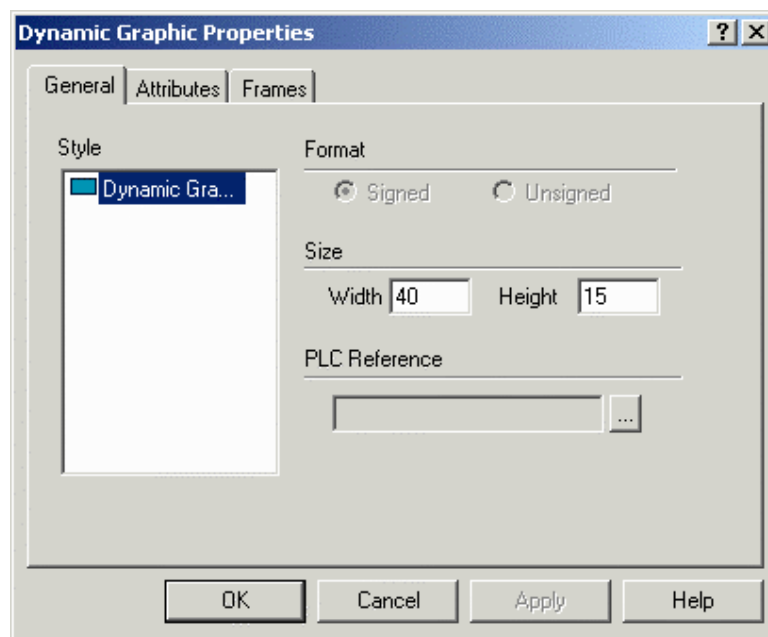 Dynamic Graphic Properties ? X
General Attributes Frames
Style
Dynamic Gra...
Format
Signed Unsigned
Size
Width 40 Height 15
PLC Reference
...
OK Cancel Apply Help